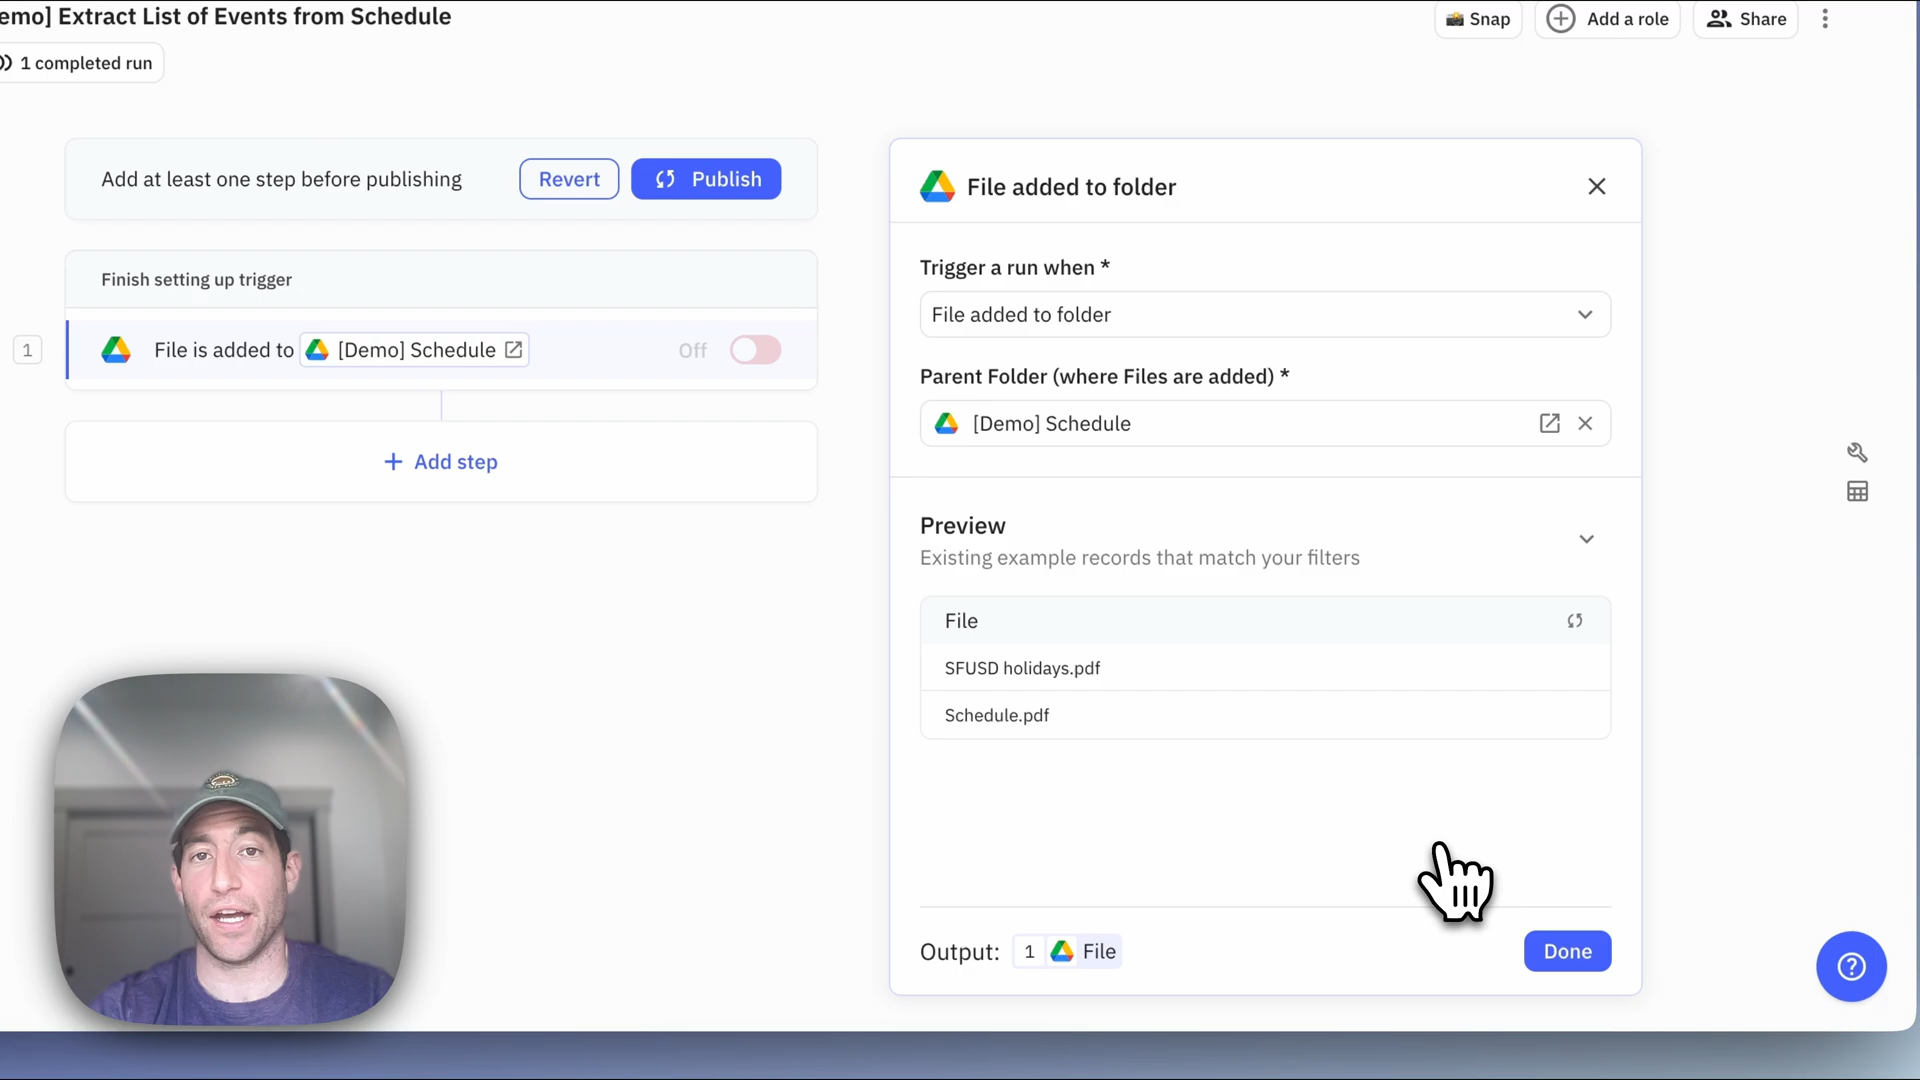 emo] Extract List of Events from Schedule
Snap
Add a role
Share
1 completed run
Add at least one step before publishing
Revert
Publish
Finish setting up trigger
1
File is added to [Demo] Schedule
Off
+ Add step
File added to folder
Trigger a run when *
File added to folder
Parent Folder (where Files are added) *
[Demo] Schedule
Preview
Existing example records that match your filters
File
SFUSD holidays.pdf
Schedule.pdf
Output: 1 File
Done